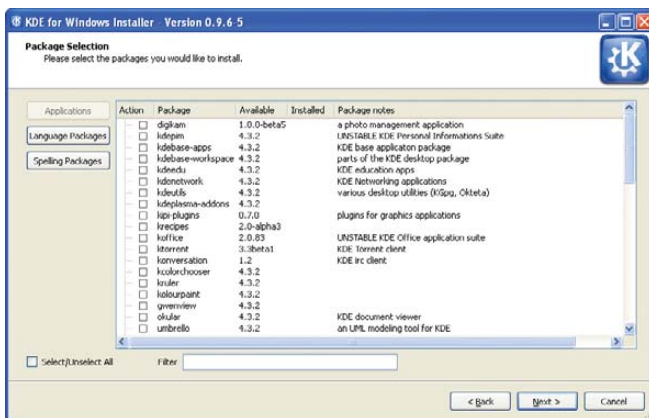 KDE for Windows Installer - Version 0.9.6-5
Package Selection
Please select the packages you would like to install.
Applications
Language Packages
Spelling Packages
Action Package Available Installed Package notes
digikam 1.0.0-beta5 a photo management application
kdepim 4.3.2 UNSTABLE KDE Personal Informations Suite
kdebase-apps 4.3.2 KDE base applicaton package
kdebase-workspace 4.3.2 parts of the KDE desktop package
kdeedu 4.3.2 KDE education apps
kdenetwork 4.3.2 KDE Networking applications
kdeutils 4.3.2 various desktop utilities (KGpg, Okteta)
kdeplasma-addons 4.3.2
kipi-plugins 0.7.0 plugins for graphics applications
krecipes 2.0-alpha3
koffice 2.0.83 UNSTABLE KDE Office application suite
ktorrent 3.3beta1 KDE Torrent client
konversation 1.2 KDE irc client
kcolorchooser 4.3.2
kruler 4.3.2
kolourpaint 4.3.2
gwenview 4.3.2
okular 4.3.2 KDE document viewer
umbrello 4.3.2 an UML modeling tool for KDE
Select/Unselect All Filter
< Back Next > Cancel